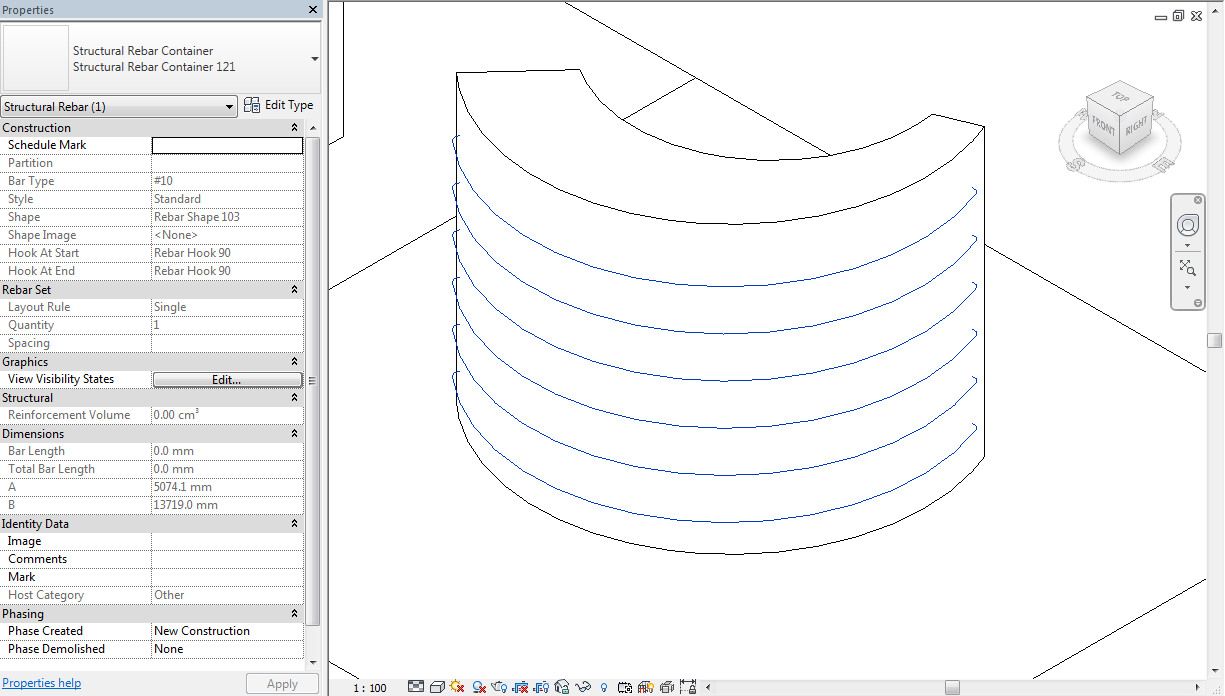 Properties
Structural Rebar Container
Structural Rebar Container 121
Structural Rebar (1)
Edit Type
Construction
Schedule Mark
Partition
Bar Type #10
Style Standard
Shape Rebar Shape 103
Shape Image <None>
Hook At Start Rebar Hook 90
Hook At End Rebar Hook 90
Rebar Set
Layout Rule Single
Quantity 1
Spacing
Graphics
View Visibility States Edit...
Structural
Reinforcement Volume 0.00 cm³
Dimensions
Bar Length 0.0 mm
Total Bar Length 0.0 mm
A 5074.1 mm
B 13719.0 mm
Identity Data
Image
Comments
Mark
Host Category Other
Phasing
Phase Created New Construction
Phase Demolished None
Properties help
Apply
TOP
FRONT
RIGHT
S
E
1 : 100